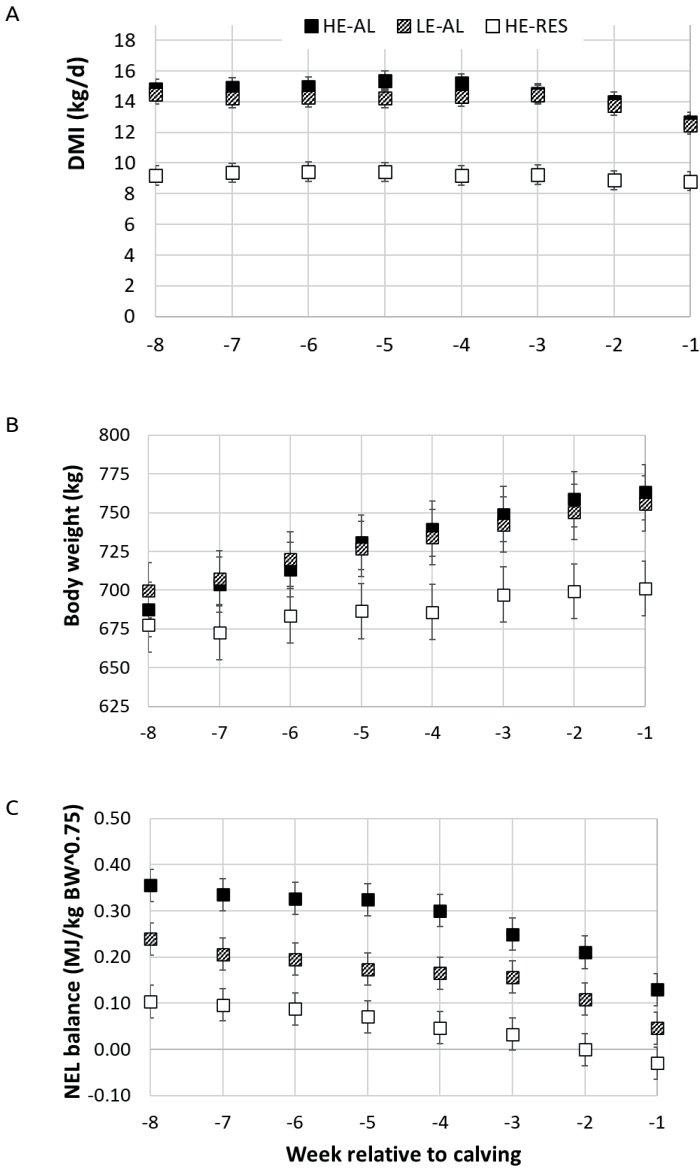 A
HE-AL LE-AL HE-RES
DMI (kg/d)
18
16
14
12
10
8
6
4
2
0
-8 -7 -6 -5 -4 -3 -2 -1
B
Body weight (kg)
800
775
750
725
700
675
650
625
-8 -7 -6 -5 -4 -3 -2 -1
C
NEL balance (MJ/kg BW^0.75)
0.50
0.40
0.30
0.20
0.10
0.00
-0.10
-8 -7 -6 -5 -4 -3 -2 -1
Week relative to calving